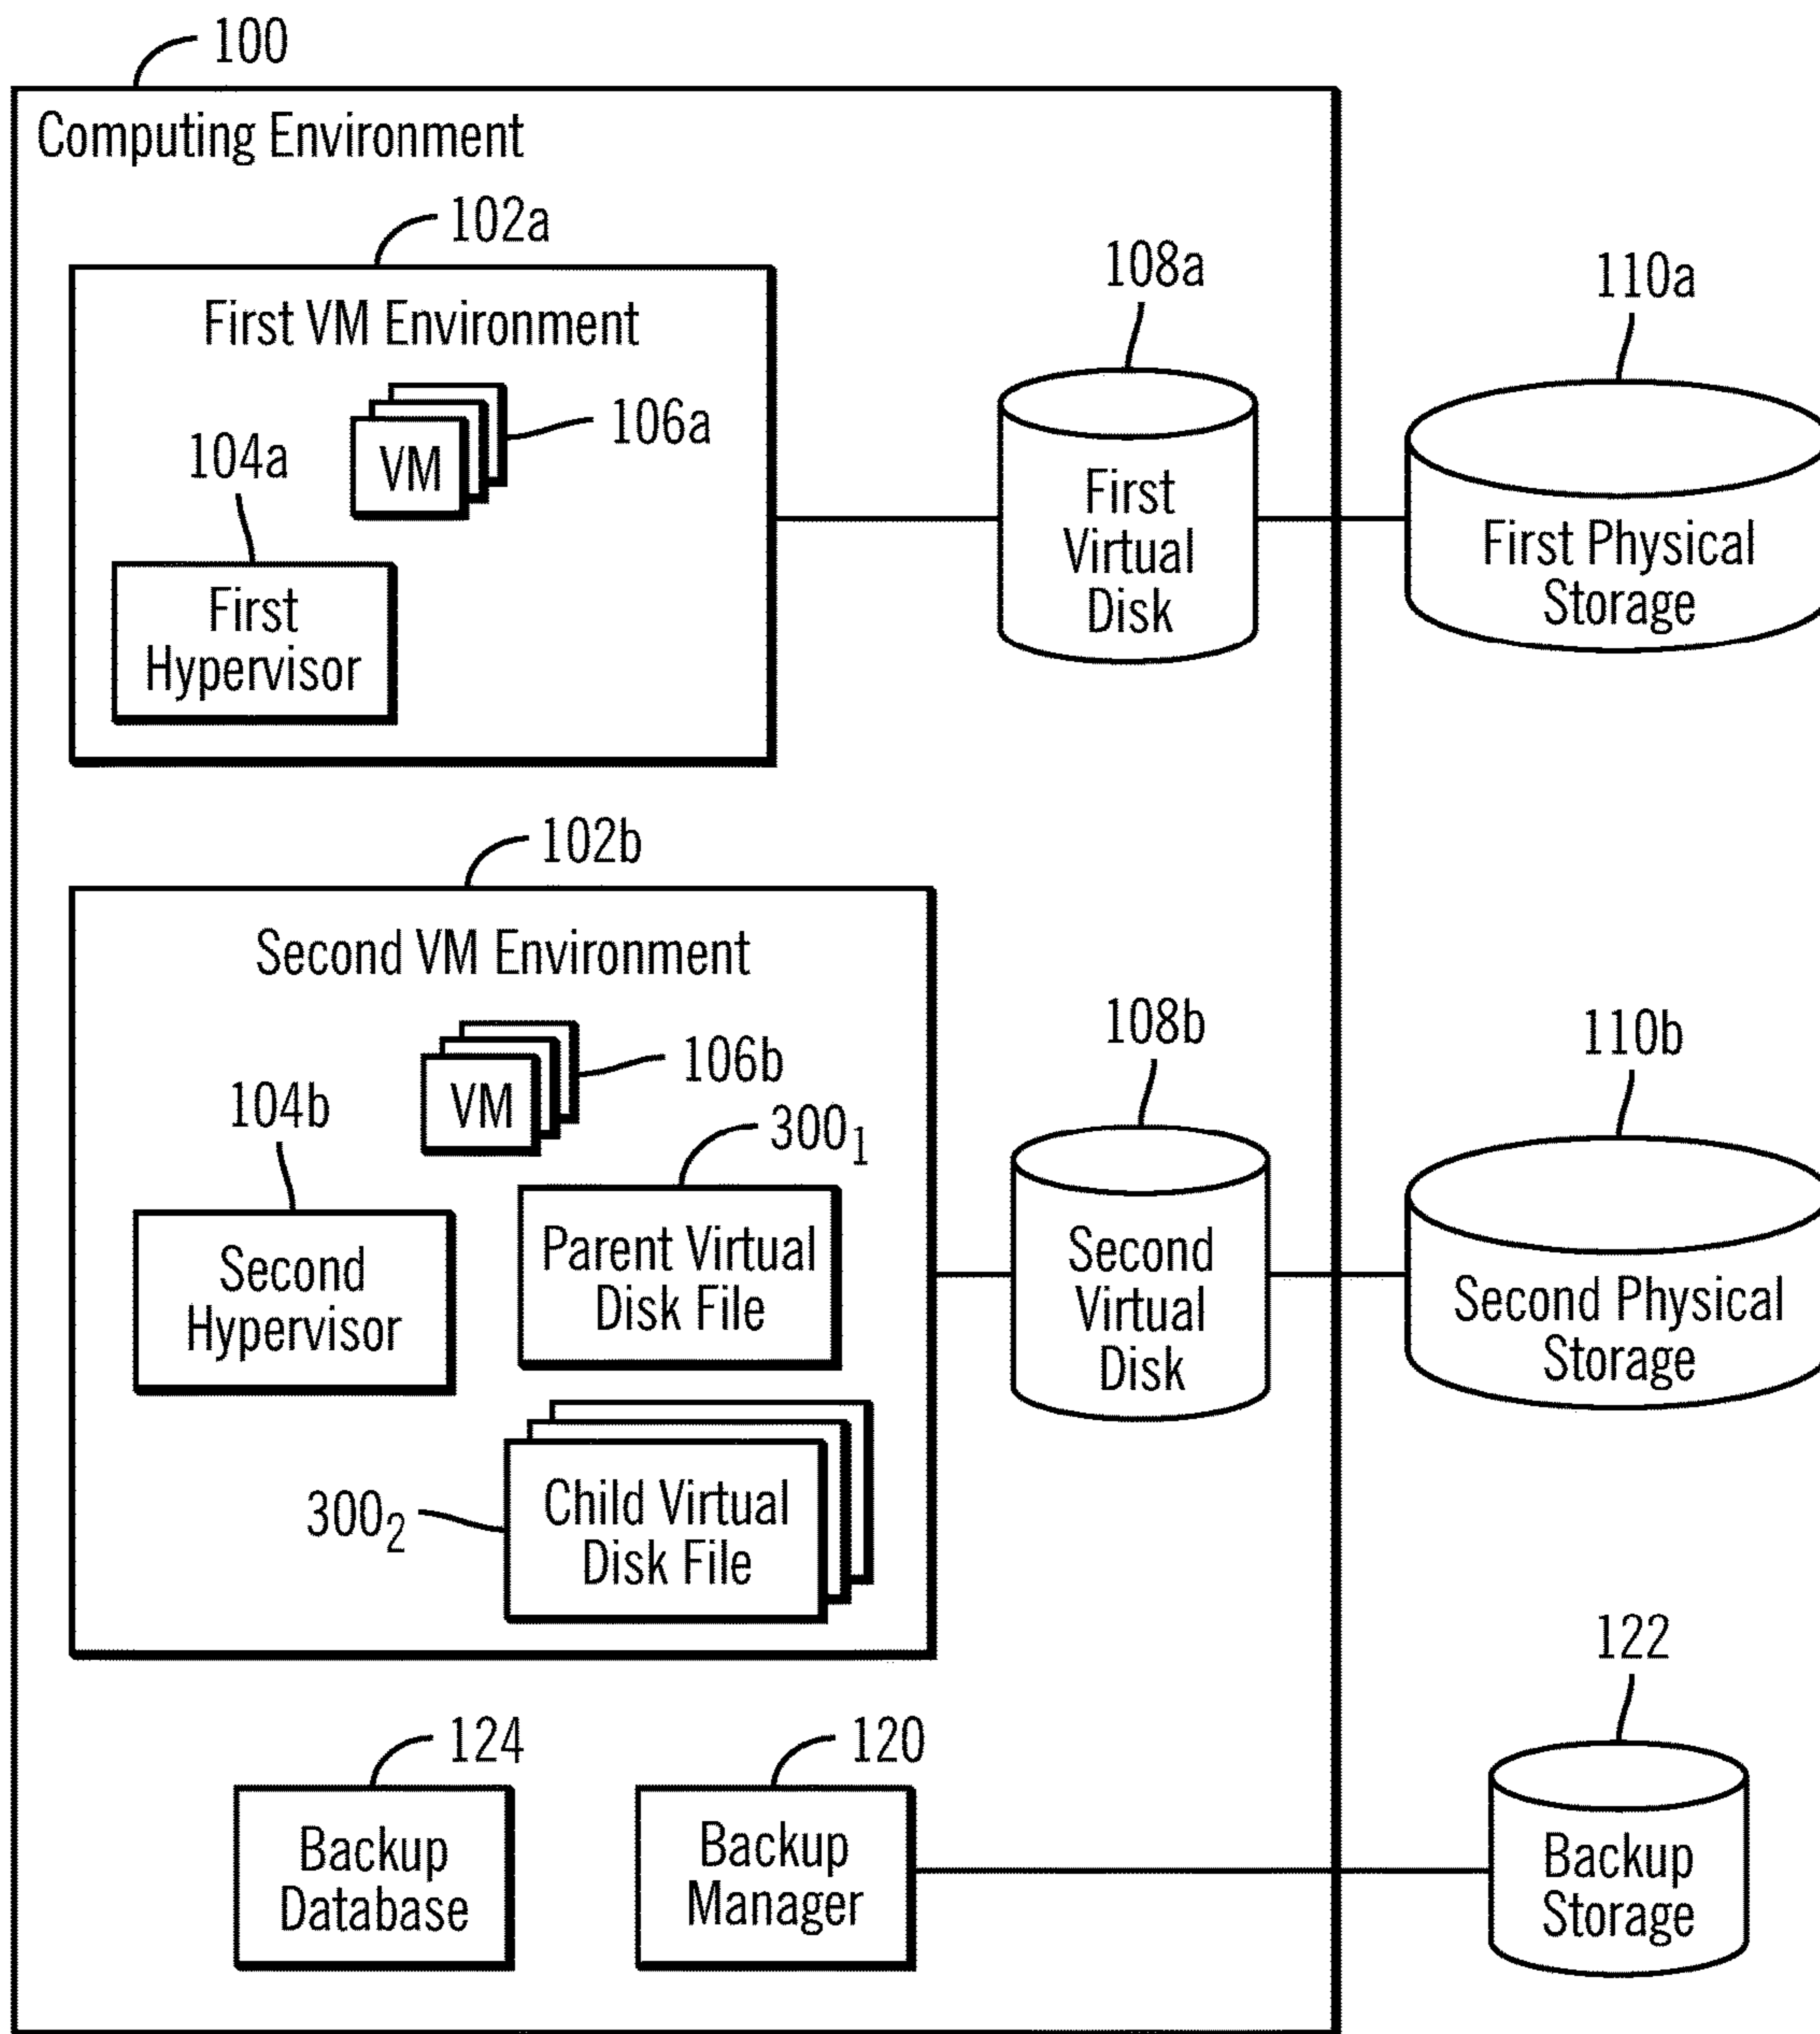 100
Computing Environment
102a
First VM Environment
106a
VM
104a
First
Hypervisor
108a
First
Virtual
Disk
110a
First Physical
Storage
102b
Second VM Environment
106b
VM
104b
Second
Hypervisor
300₁
Parent Virtual
Disk File
300₂
Child Virtual
Disk File
108b
Second
Virtual
Disk
110b
Second Physical
Storage
124
Backup
Database
120
Backup
Manager
122
Backup
Storage